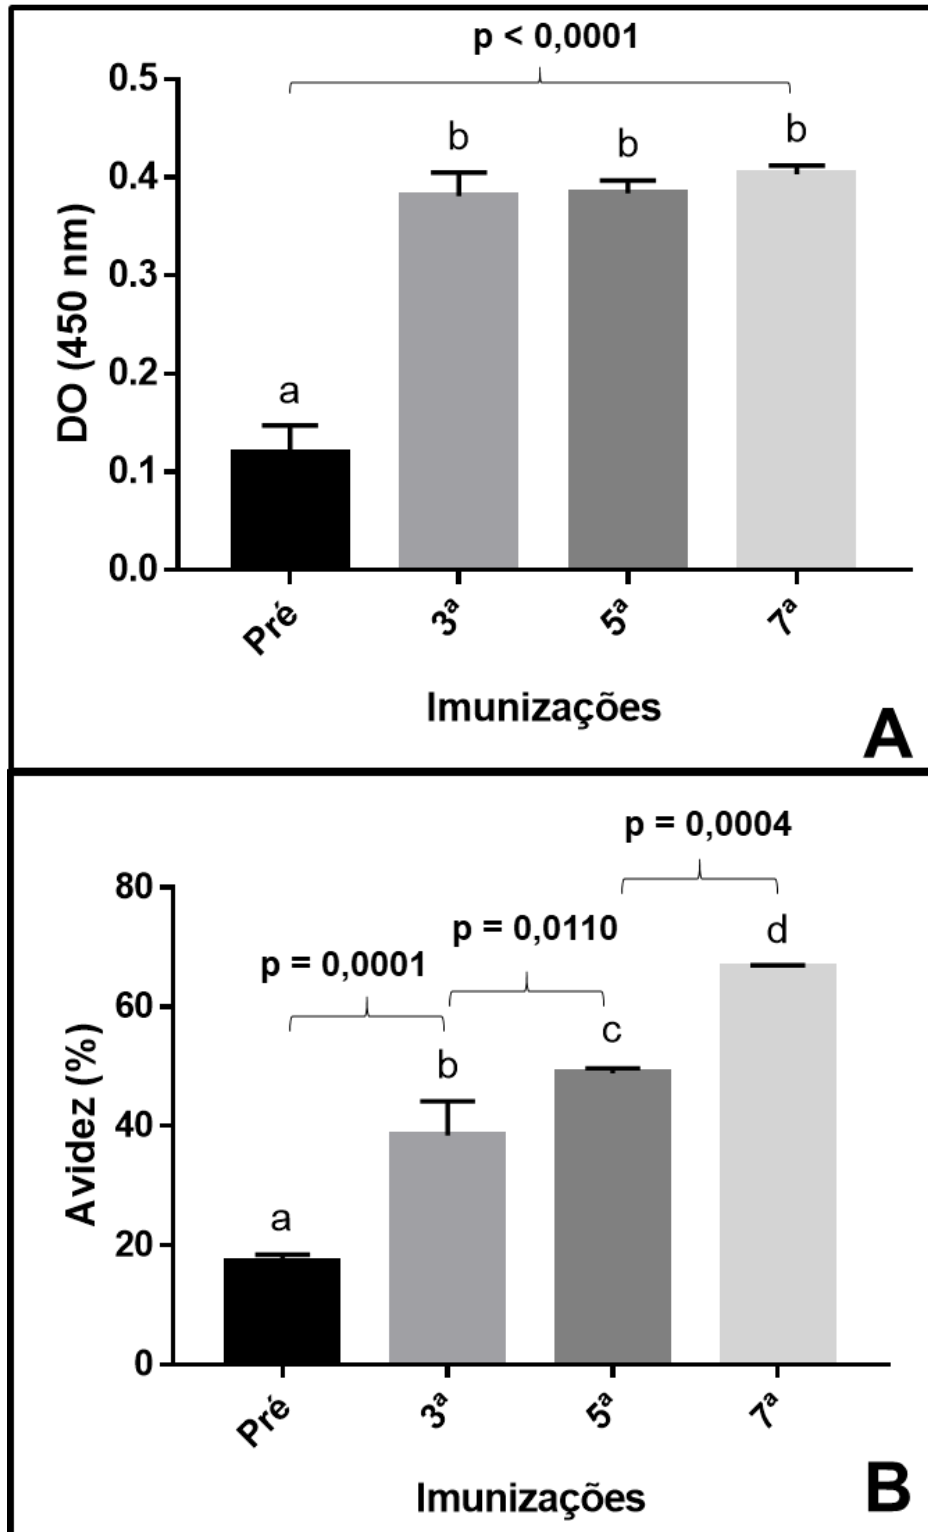 p < 0,0001
0.5
0.4
0.3
0.2
0.1
0.0
DO (450 nm)
a
b
b
b
Pré
3ª
5ª
7ª
Imunizações
A
p = 0,0004
p = 0,0110
p = 0,0001
80
60
40
20
0
Avidez (%)
a
b
c
d
Pré
3ª
5ª
7ª
Imunizações
B